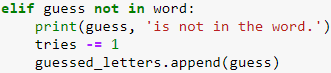 elif guess not in word:
    print(guess, 'is not in the word.')
    tries -= 1
    guessed_letters.append(guess)